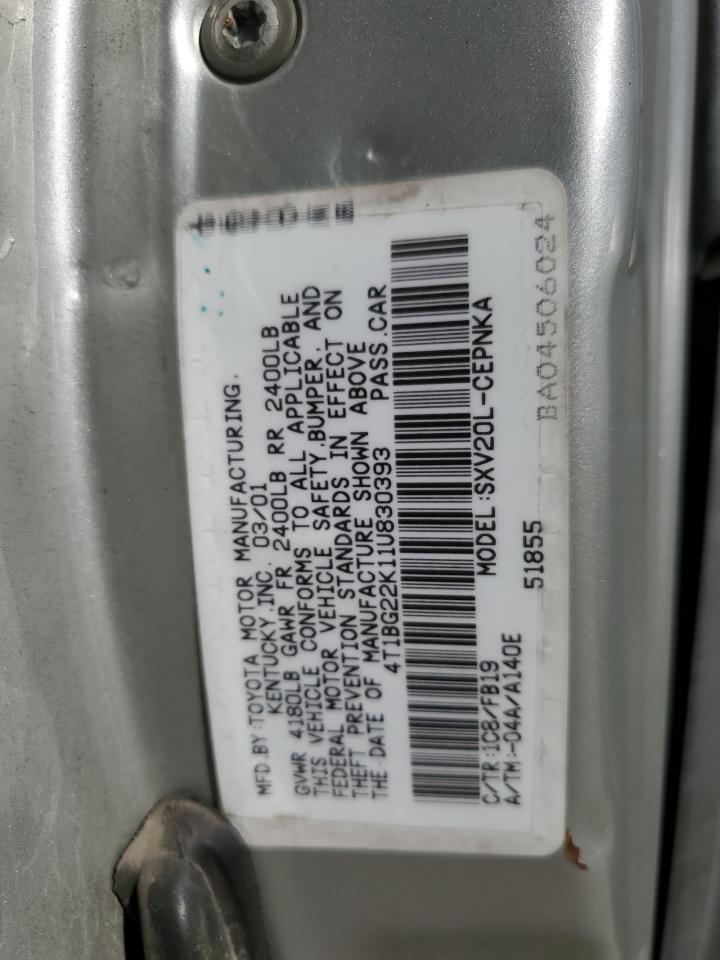 MFD.BY:TOYOTA MOTOR MANUFACTURING.
KENTUCKY,INC. 03/01
GVWR 4180LB GAWR FR 2400LB RR 2400LB
THIS VEHICLE CONFORMS TO ALL APPLICABLE
FEDERAL MOTOR VEHICLE SAFETY,BUMPER, AND
THEFT PREVENTION STANDARDS IN EFFECT ON
THE DATE OF MANUFACTURE SHOWN ABOVE
4T1BG22K11U830393 PASS.CAR
C/TR:1C8/FB19 MODEL:SXV20L-CEPNKA
A/TM:-04A/A140E 51855
BA04506024